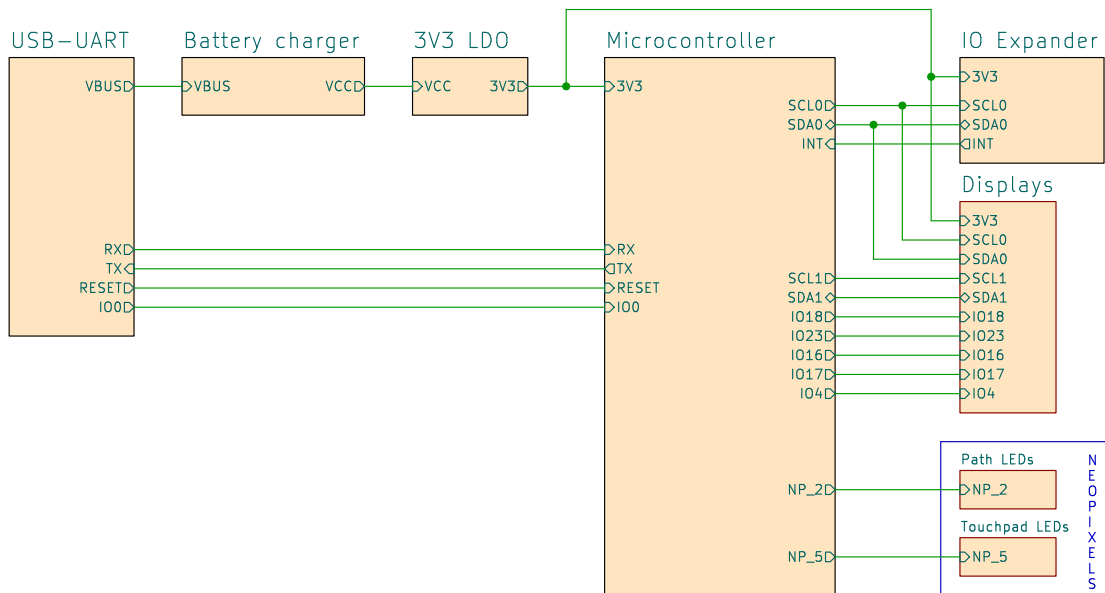 USB-UART
VBUS
RX
TX
RESET
IO0
Battery charger
VBUS
VCC
3V3 LDO
VCC
3V3
Microcontroller
3V3
RX
TX
RESET
IO0
SCL0
SDA0
INT
SCL1
SDA1
IO18
IO23
IO16
IO17
IO4
NP_2
NP_5
IO Expander
3V3
SCL0
SDA0
INT
Displays
3V3
SCL0
SDA0
SCL1
SDA1
IO18
IO23
IO16
IO17
IO4
Path LEDs
NP_2
Touchpad LEDs
NP_5
NEOPIXELS